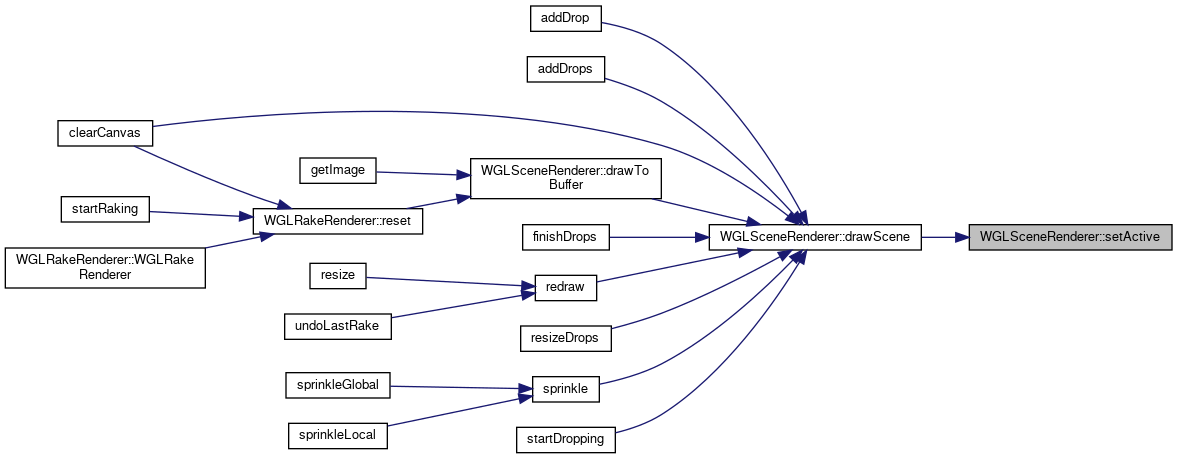 addDrop
addDrops
clearCanvas
getImage
WGLSceneRenderer::drawTo
Buffer
startRaking
WGLRakeRenderer::reset
finishDrops
WGLSceneRenderer::drawScene
WGLSceneRenderer::setActive
WGLRakeRenderer::WGLRake
Renderer
resize
redraw
undoLastRake
resizeDrops
sprinkleGlobal
sprinkle
sprinkleLocal
startDropping